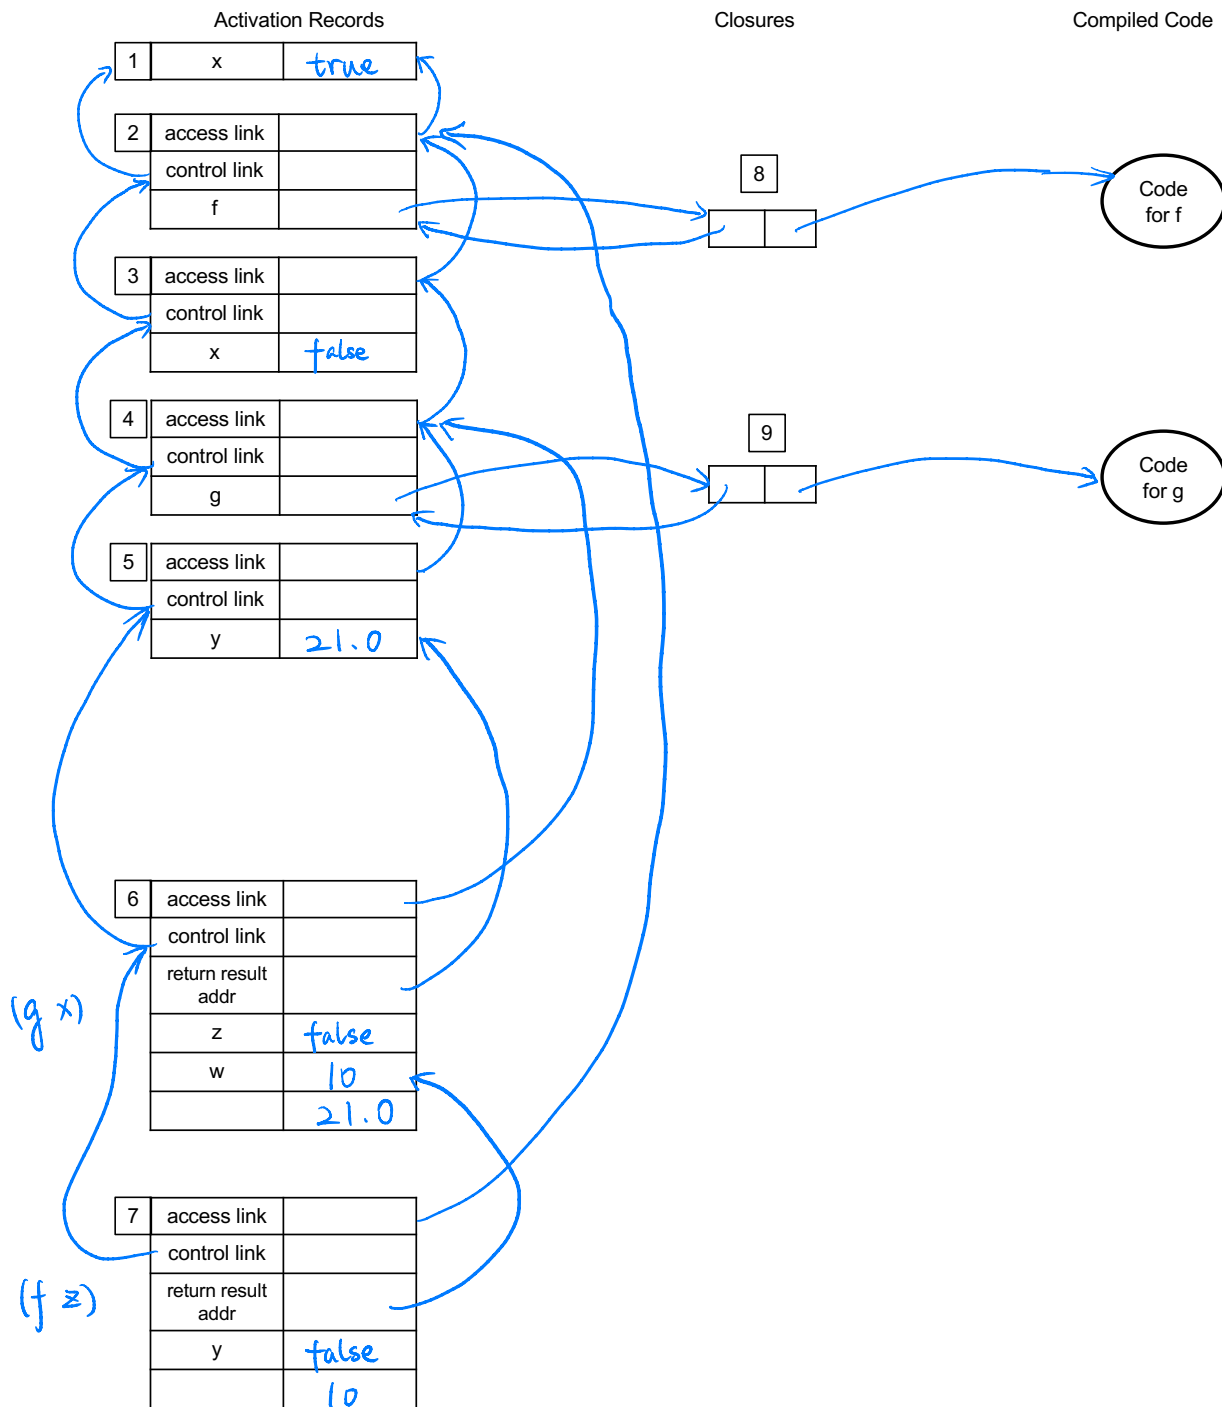 Activation Records
Closures
Compiled Code
1
x
true
2
access link
control link
f
8
Code
for f
3
access link
control link
x
false
4
access link
control link
g
9
Code
for g
5
access link
control link
y
21.0
6
access link
control link
return result
addr
(g x)
z
false
w
10
21.0
7
access link
control link
return result
addr
(f z)
y
false
10